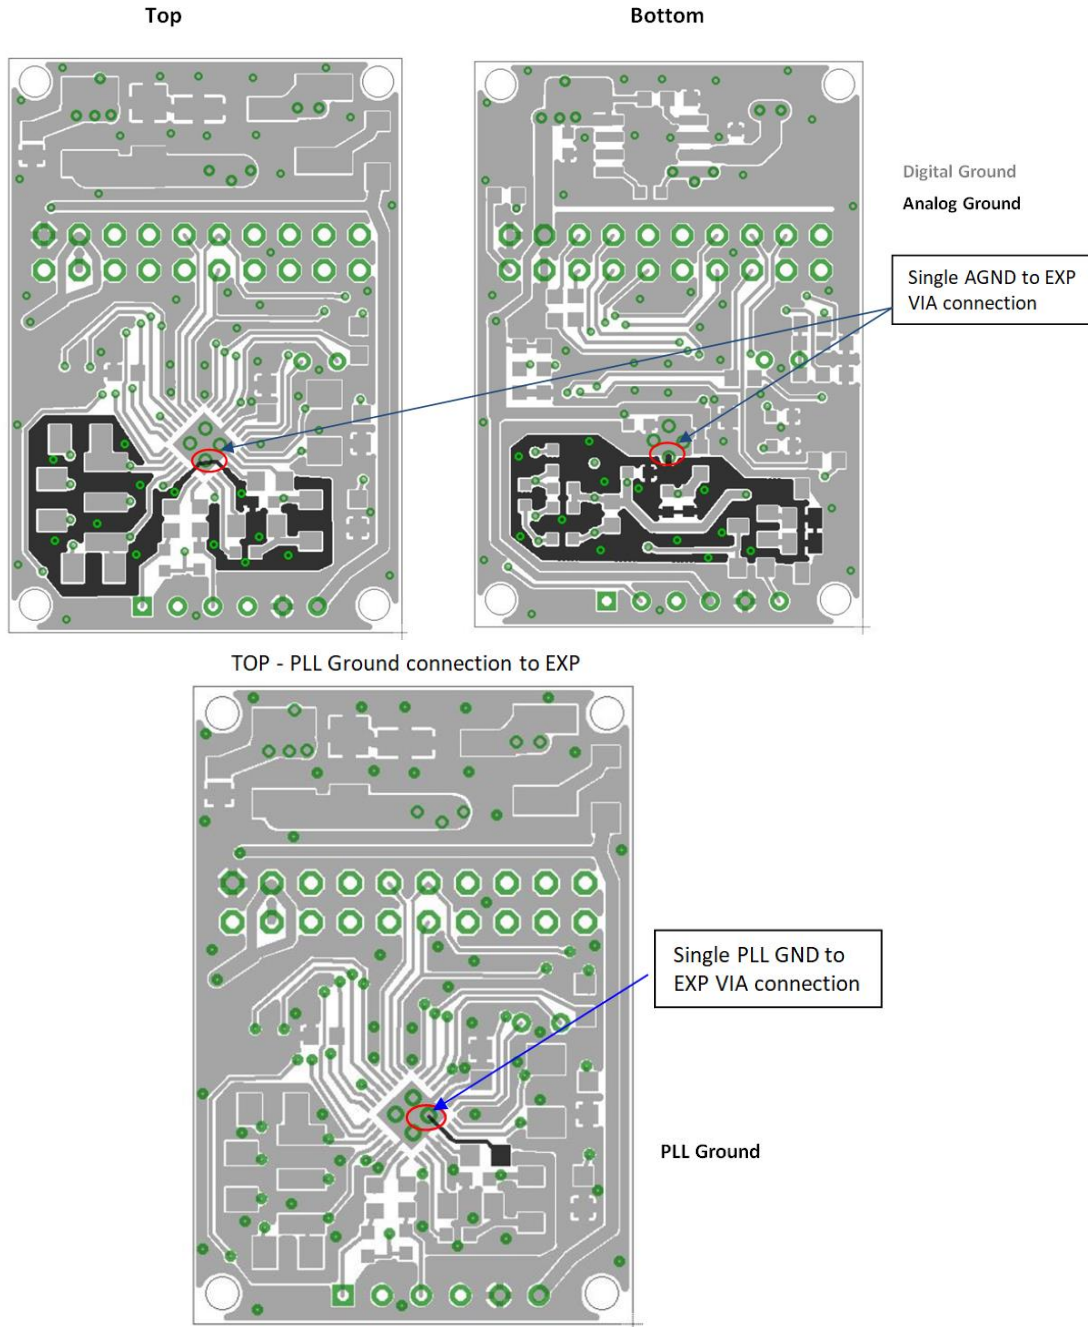 Top
Bottom
Digital Ground
Analog Ground
Single AGND to EXP
VIA connection
TOP - PLL Ground connection to EXP
Single PLL GND to
EXP VIA connection
PLL Ground